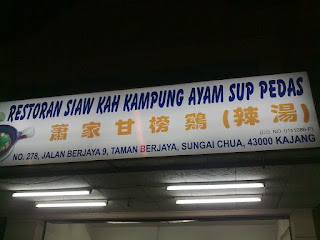 RESTORAN SIAW KAH KAMPUNG AYAM SUP PEDAS
蕭家甘榜鷄(辣湯)
NO. 278, JALAN BERJAYA 9, TAMAN BERJAYA, SUNGAI CHUA, 43000 KAJANG